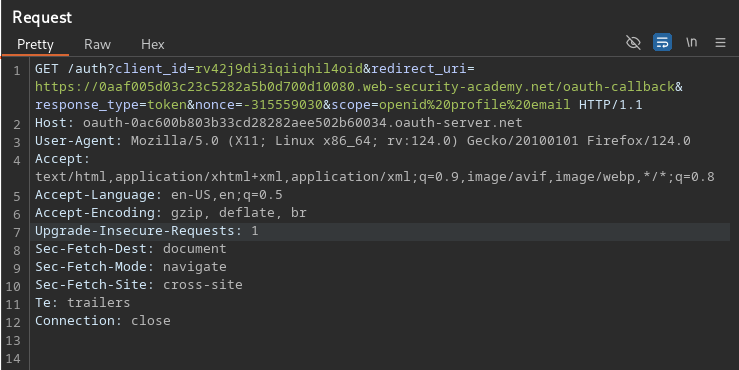 Request
Pretty Raw Hex
\n
1 GET /auth?client_id=rv42j9di3iqiiqhil4oid&redirect_uri=
https://0aaf005d03c23c5282a5b0d700d10080.web-security-academy.net/oauth-callback&
response_type=token&nonce=-315559030&scope=openid%20profile%20email HTTP/1.1
2 Host: oauth-0ac600b803b33cd28282aee502b60034.oauth-server.net
3 User-Agent: Mozilla/5.0 (X11; Linux x86_64; rv:124.0) Gecko/20100101 Firefox/124.0
4 Accept:
text/html,application/xhtml+xml,application/xml;q=0.9,image/avif,image/webp,*/*;q=0.8
5 Accept-Language: en-US,en;q=0.5
6 Accept-Encoding: gzip, deflate, br
7 Upgrade-Insecure-Requests: 1
8 Sec-Fetch-Dest: document
9 Sec-Fetch-Mode: navigate
10 Sec-Fetch-Site: cross-site
11 Te: trailers
12 Connection: close
13
14